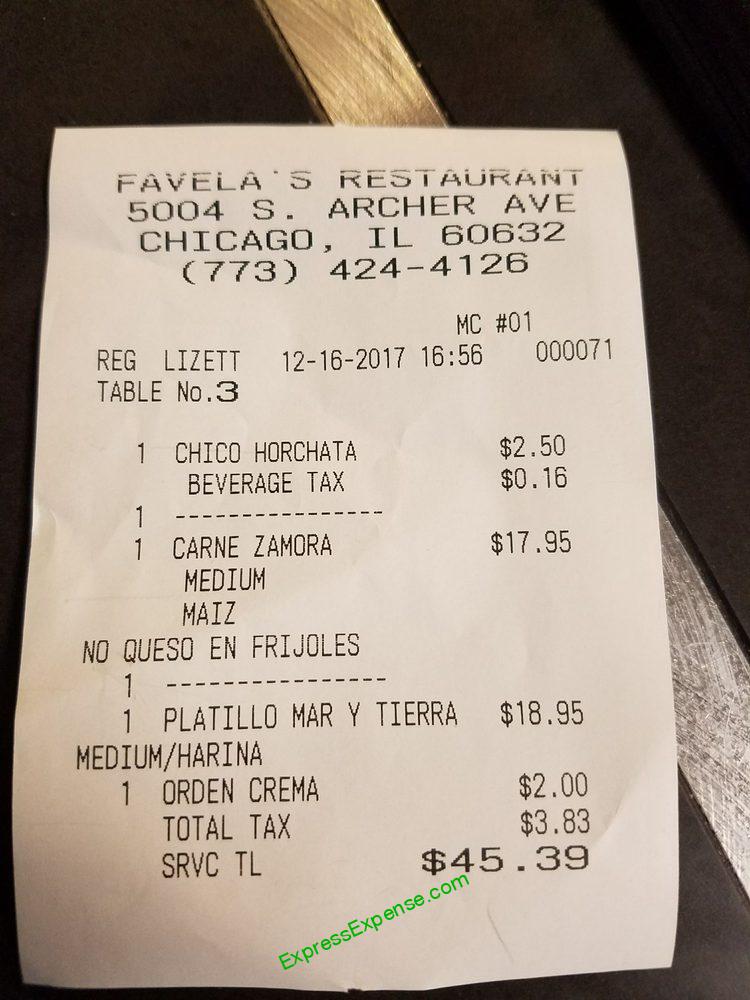 FAVELA'S RESTAURANT
5004 S. ARCHER AVE
CHICAGO, IL 60632
(773) 424-4126
MC #01
REG LIZETT 12-16-2017 16:56 000071
TABLE No.3
1 CHICO HORCHATA $2.50
BEVERAGE TAX $0.16
1 ----------------
1 CARNE ZAMORA $17.95
MEDIUM
MAIZ
NO QUESO EN FRIJOLES
1 ----------------
1 PLATILLO MAR Y TIERRA $18.95
MEDIUM/HARINA
1 ORDEN CREMA $2.00
TOTAL TAX $3.83
SRVC TL $45.39
ExpressExpense.com